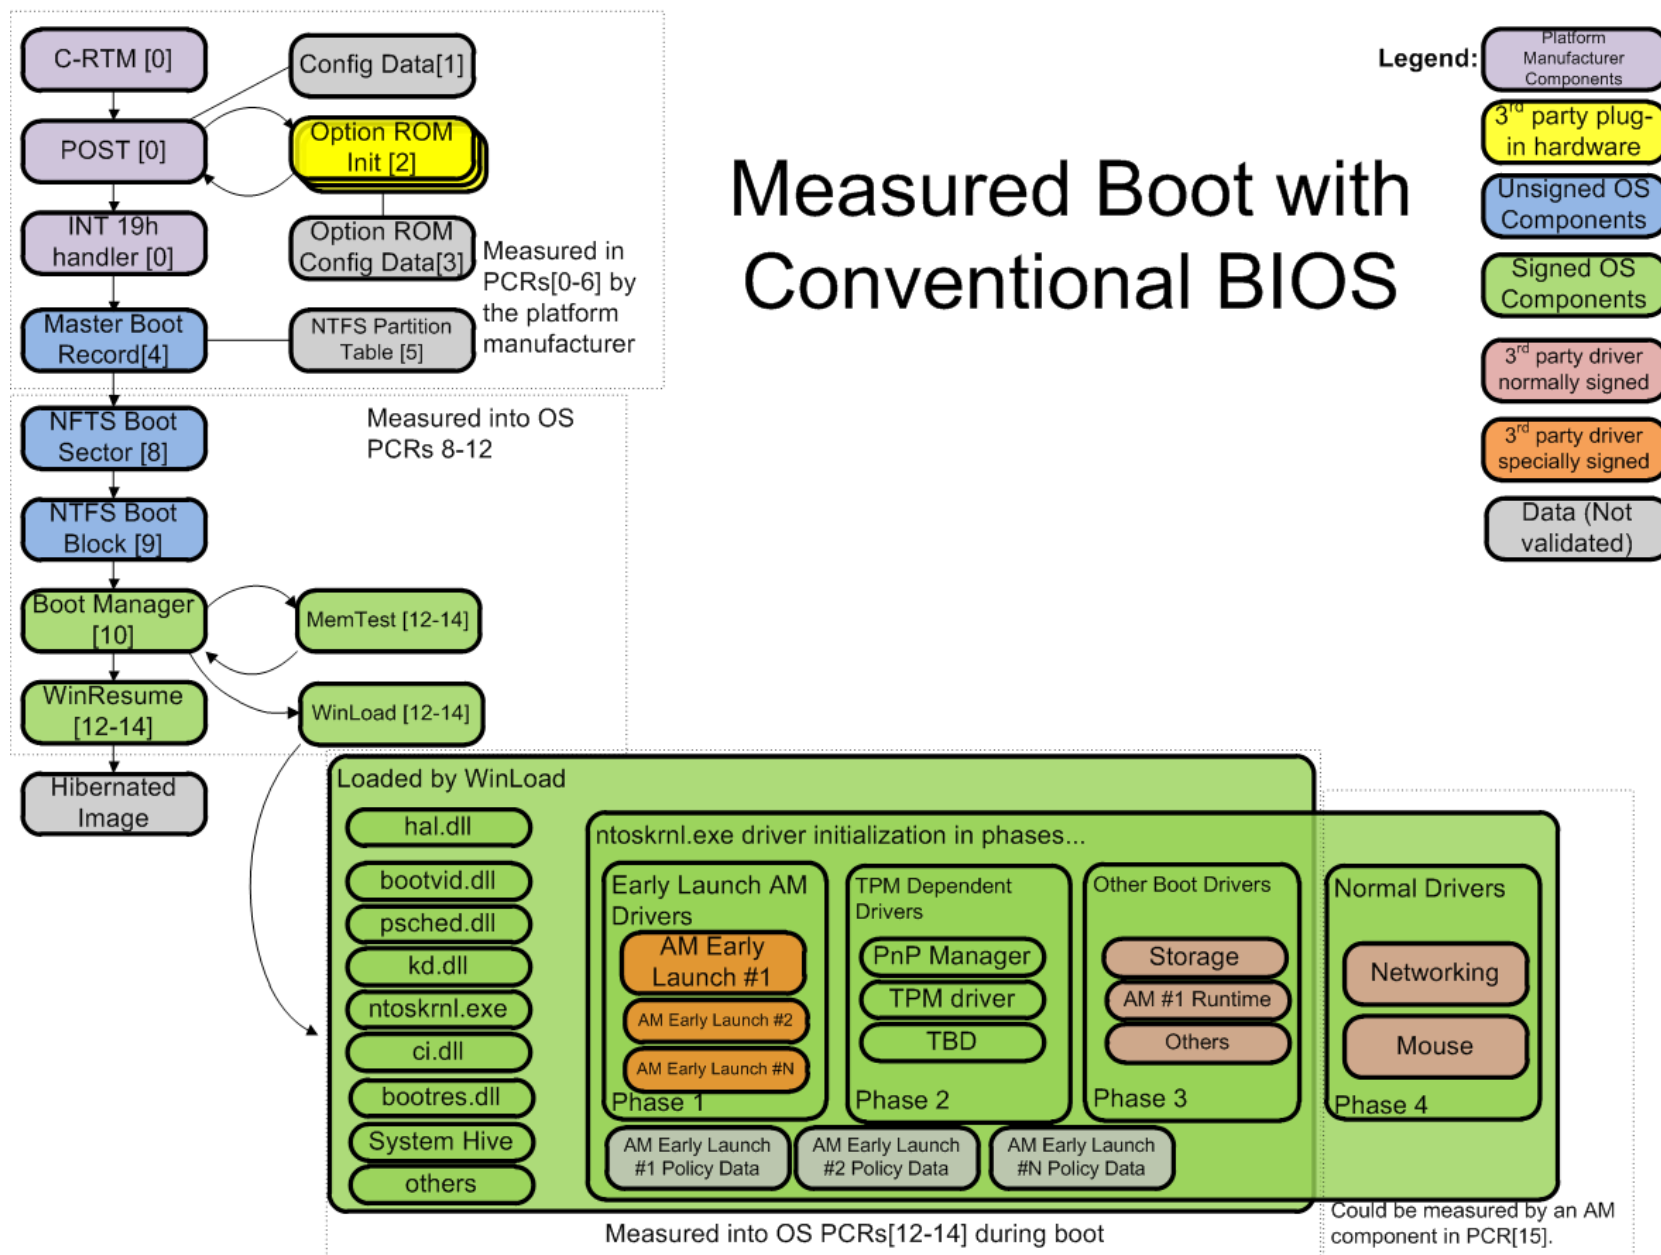 C-RTM [0]
Config Data[1]
POST [0]
Option ROM
Init [2]
INT 19h
handler [0]
Option ROM
Config Data[3]
Measured in
PCRs[0-6] by
the platform
manufacturer
Master Boot
Record[4]
NTFS Partition
Table [5]
Measured Boot with
Conventional BIOS
Legend:
Platform
Manufacturer
Components
3rd party plug-
in hardware
Unsigned OS
Components
Signed OS
Components
3rd party driver
normally signed
3rd party driver
specially signed
Data (Not
validated)
NFTS Boot
Sector [8]
Measured into OS
PCRs 8-12
NTFS Boot
Block [9]
Boot Manager
[10]
MemTest [12-14]
WinResume
[12-14]
WinLoad [12-14]
Hibernated
Image
Loaded by WinLoad
hal.dll
bootvid.dll
psched.dll
kd.dll
ntoskrnl.exe
ci.dll
bootres.dll
System Hive
others
ntoskrnl.exe driver initialization in phases...
Early Launch AM
Drivers
AM Early
Launch #1
AM Early Launch #2
AM Early Launch #N
Phase 1
TPM Dependent
Drivers
PnP Manager
TPM driver
TBD
Phase 2
Other Boot Drivers
Storage
AM #1 Runtime
Others
Phase 3
Normal Drivers
Networking
Mouse
Phase 4
AM Early Launch
#1 Policy Data
AM Early Launch
#2 Policy Data
AM Early Launch
#N Policy Data
Measured into OS PCRs[12-14] during boot
Could be measured by an AM
component in PCR[15].